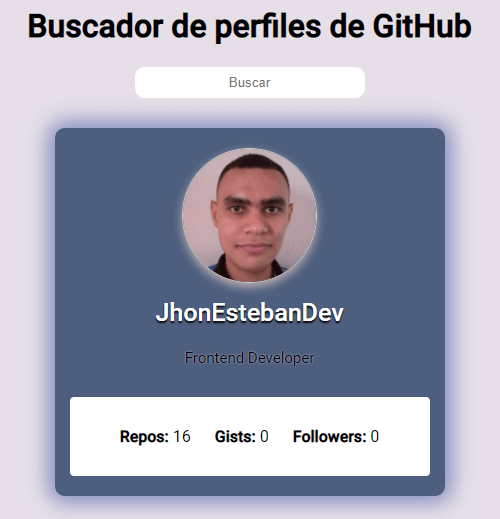 Buscador de perfiles de GitHub
Buscar
JhonEstebanDev
Frontend Developer
Repos: 16 Gists: 0 Followers: 0